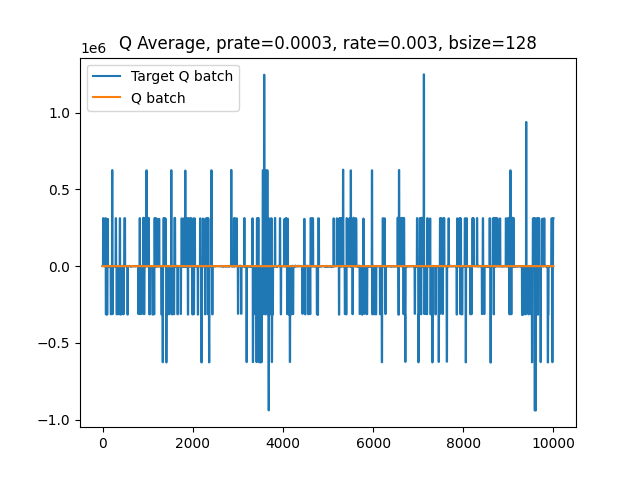 Q Average, prate=0.0003, rate=0.003, bsize=128
1e6
Target Q batch
Q batch
1.0
0.5
0.0
−0.5
−1.0
0 2000 4000 6000 8000 10000